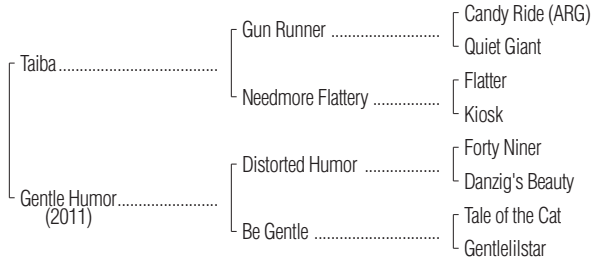 Candy Ride (ARG)
Gun Runner ......................
Quiet Giant
Taiba ................................
Flatter
Needmore Flattery .............
Kiosk
Forty Niner
Distorted Humor ...............
Danzig's Beauty
Gentle Humor ....................
(2011)
Tale of the Cat
Be Gentle .........................
Gentlelilstar